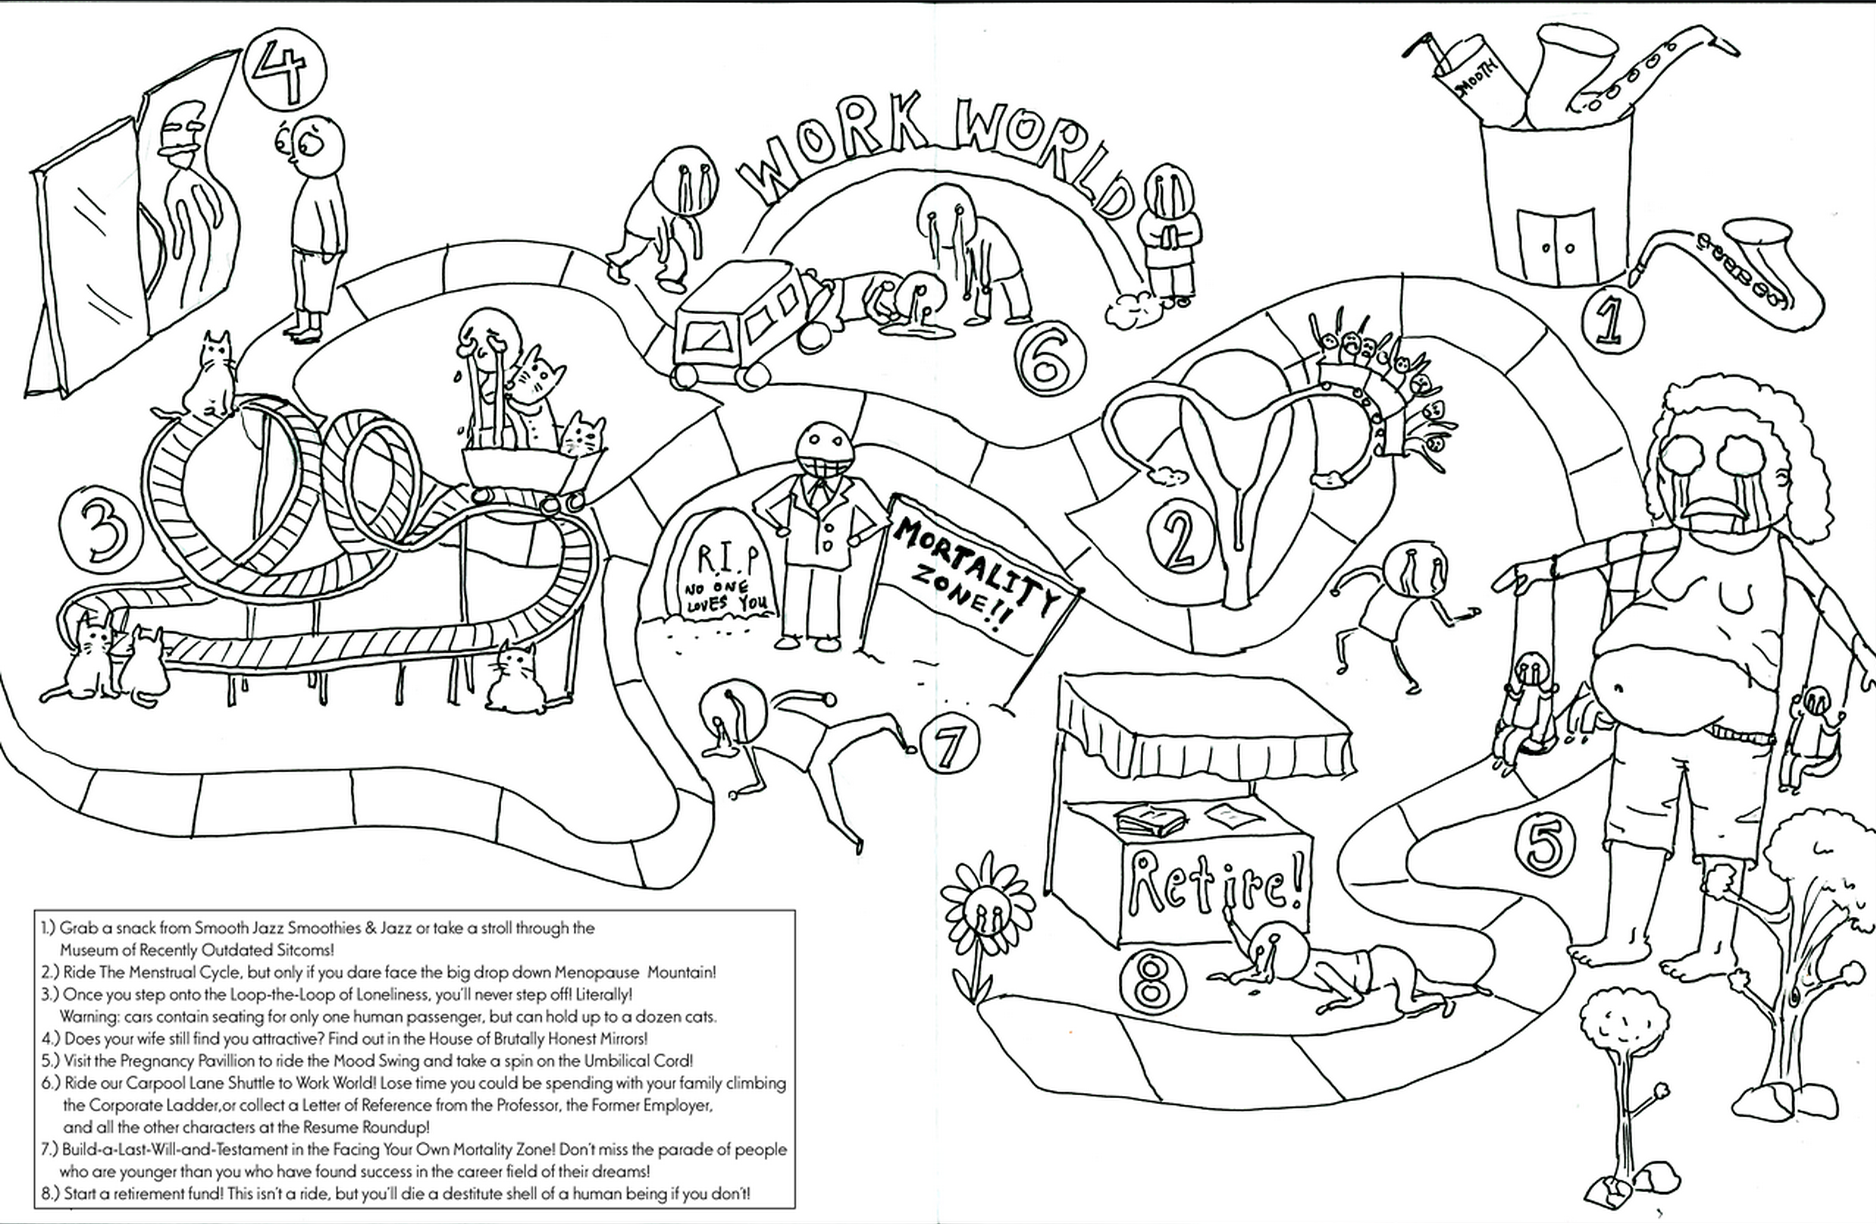 4
WORK WORLD
SMOOTH
1
6
3
2
R.I.P
NO ONE
LOVES YOU
MORTALITY
ZONE!!
7
5
Retire!
8
1.) Grab a snack from Smooth Jazz Smoothies & Jazz or take a stroll through the
Museum of Recently Outdated Sitcoms!
2.) Ride The Menstrual Cycle, but only if you dare face the big drop down Menopause Mountain!
3.) Once you step onto the Loop-the-Loop of Loneliness, you'll never step off! Literally!
Warning: cars contain seating for only one human passenger, but can hold up to a dozen cats.
4.) Does your wife still find you attractive? Find out in the House of Brutally Honest Mirrors!
5.) Visit the Pregnancy Pavillion to ride the Mood Swing and take a spin on the Umbilical Cord!
6.) Ride our Carpool Lane Shuttle to Work World! Lose time you could be spending with your family climbing
the Corporate Ladder,or collect a Letter of Reference from the Professor, the Former Employer,
and all the other characters at the Resume Roundup!
7.) Build-a-Last-Will-and-Testament in the Facing Your Own Mortality Zone! Don't miss the parade of people
who are younger than you who have found success in the career field of their dreams!
8.) Start a retirement fund! This isn't a ride, but you'll die a destitute shell of a human being if you don't!